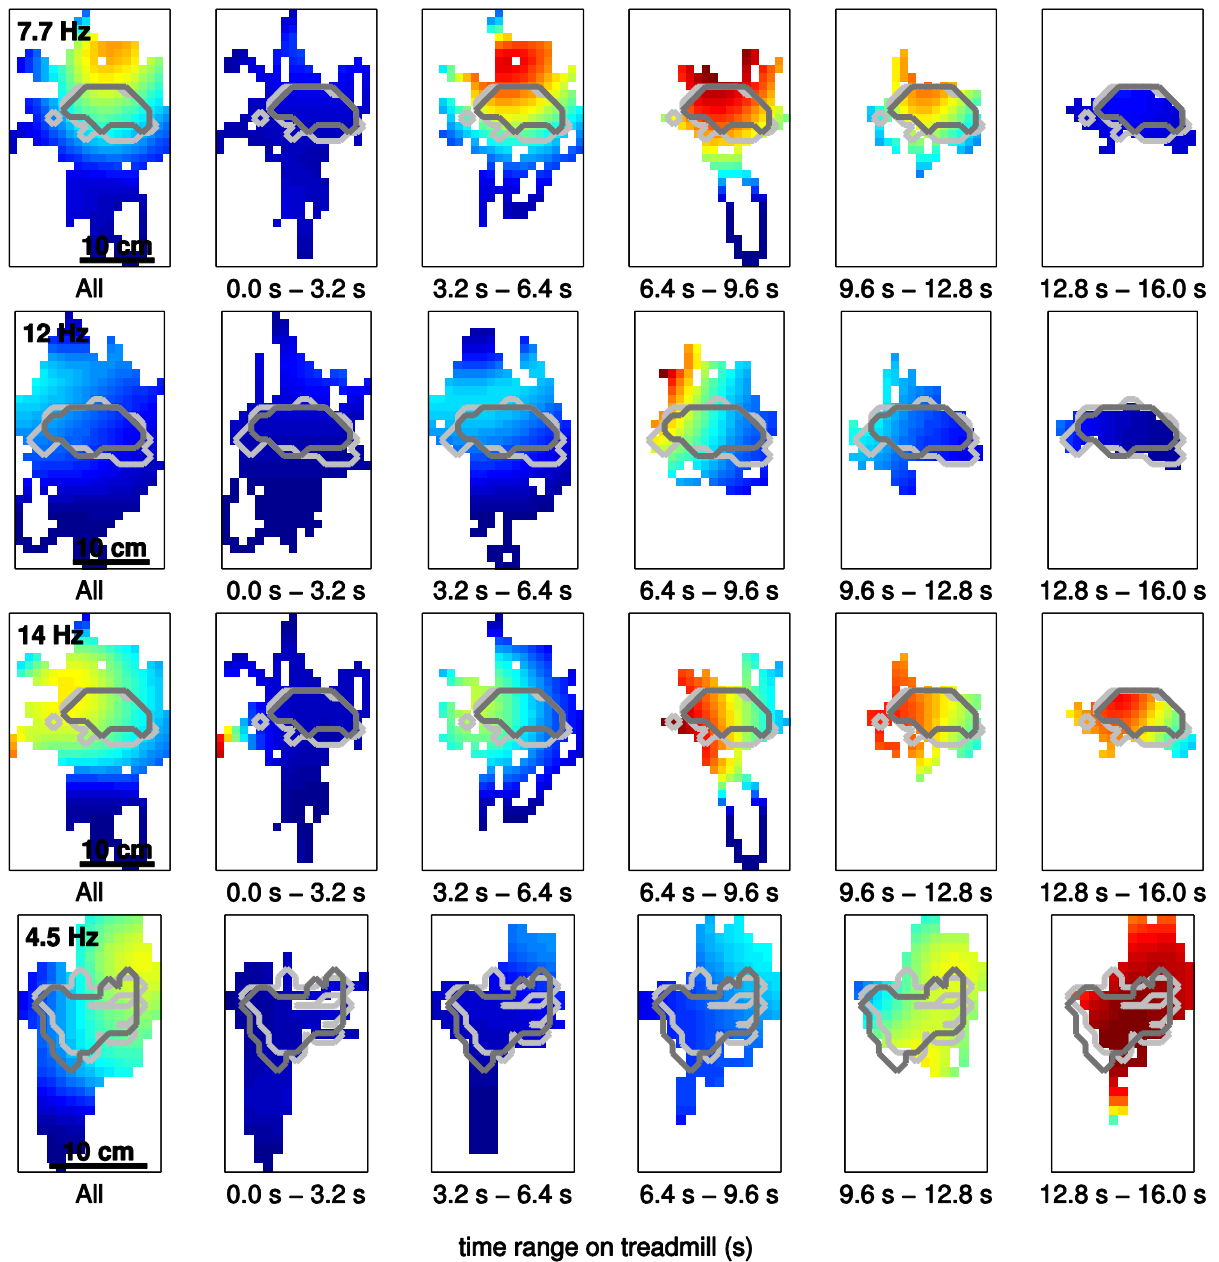 7.7 Hz
10 cm
All 0.0 s – 3.2 s 3.2 s – 6.4 s 6.4 s – 9.6 s 9.6 s – 12.8 s 12.8 s – 16.0 s
12 Hz
10 cm
All 0.0 s – 3.2 s 3.2 s – 6.4 s 6.4 s – 9.6 s 9.6 s – 12.8 s 12.8 s – 16.0 s
14 Hz
10 cm
All 0.0 s – 3.2 s 3.2 s – 6.4 s 6.4 s – 9.6 s 9.6 s – 12.8 s 12.8 s – 16.0 s
4.5 Hz
10 cm
All 0.0 s – 3.2 s 3.2 s – 6.4 s 6.4 s – 9.6 s 9.6 s – 12.8 s 12.8 s – 16.0 s
time range on treadmill (s)